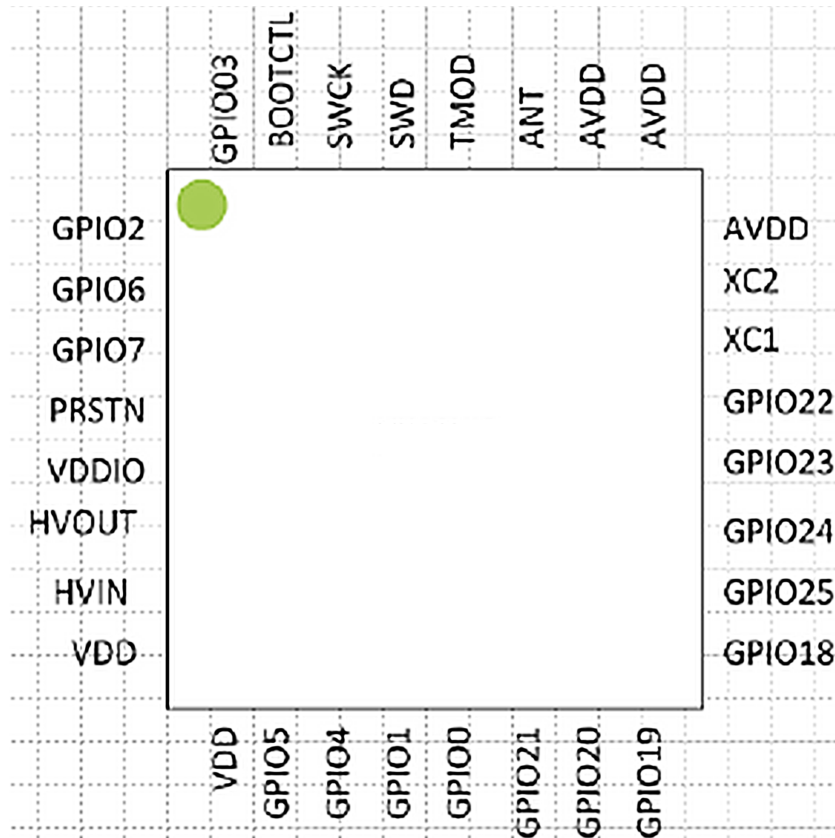 GPIO03
BOOTCTL
SWCK
SWD
TMOD
ANT
AVDD
AVDD
GPIO2
GPIO6
GPIO7
PRSTN
VDDIO
HVOUT
HVIN
VDD
AVDD
XC2
XC1
GPIO22
GPIO23
GPIO24
GPIO25
GPIO18
VDD
GPIO5
GPIO4
GPIO1
GPIO0
GPIO21
GPIO20
GPIO19